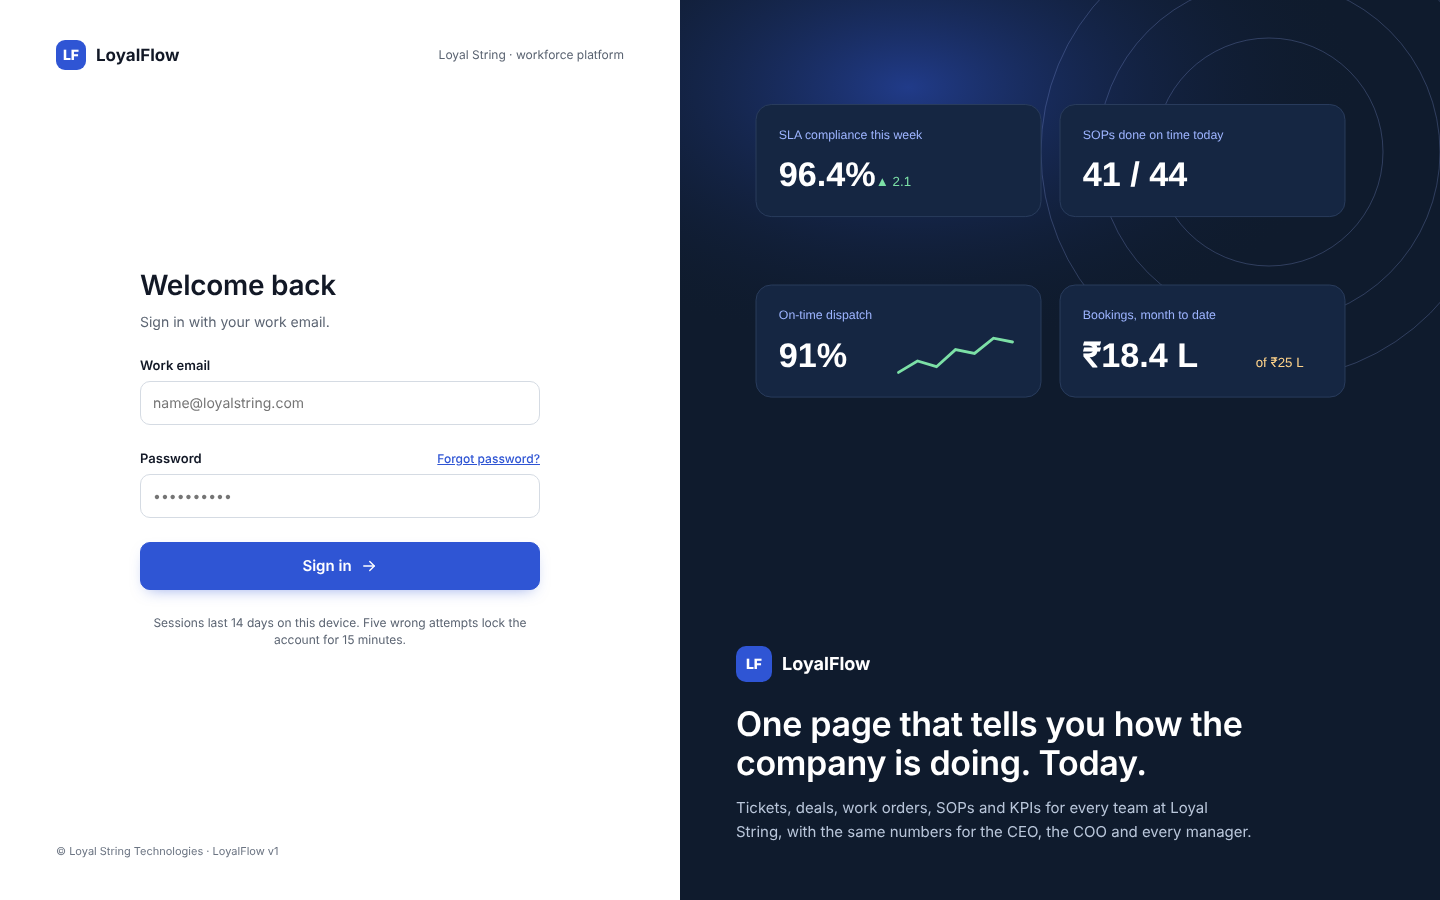 LF LoyalFlow
Loyal String · workforce platform
Welcome back
Sign in with your work email.
Work email
name@loyalstring.com
Password
Forgot password?
••••••••••
Sign in →
Sessions last 14 days on this device. Five wrong attempts lock the
account for 15 minutes.
© Loyal String Technologies · LoyalFlow v1
SLA compliance this week
96.4% ▲ 2.1
SOPs done on time today
41 / 44
On-time dispatch
91%
Bookings, month to date
₹18.4 L
of ₹25 L
LF LoyalFlow
One page that tells you how the
company is doing. Today.
Tickets, deals, work orders, SOPs and KPIs for every team at Loyal
String, with the same numbers for the CEO, the COO and every manager.